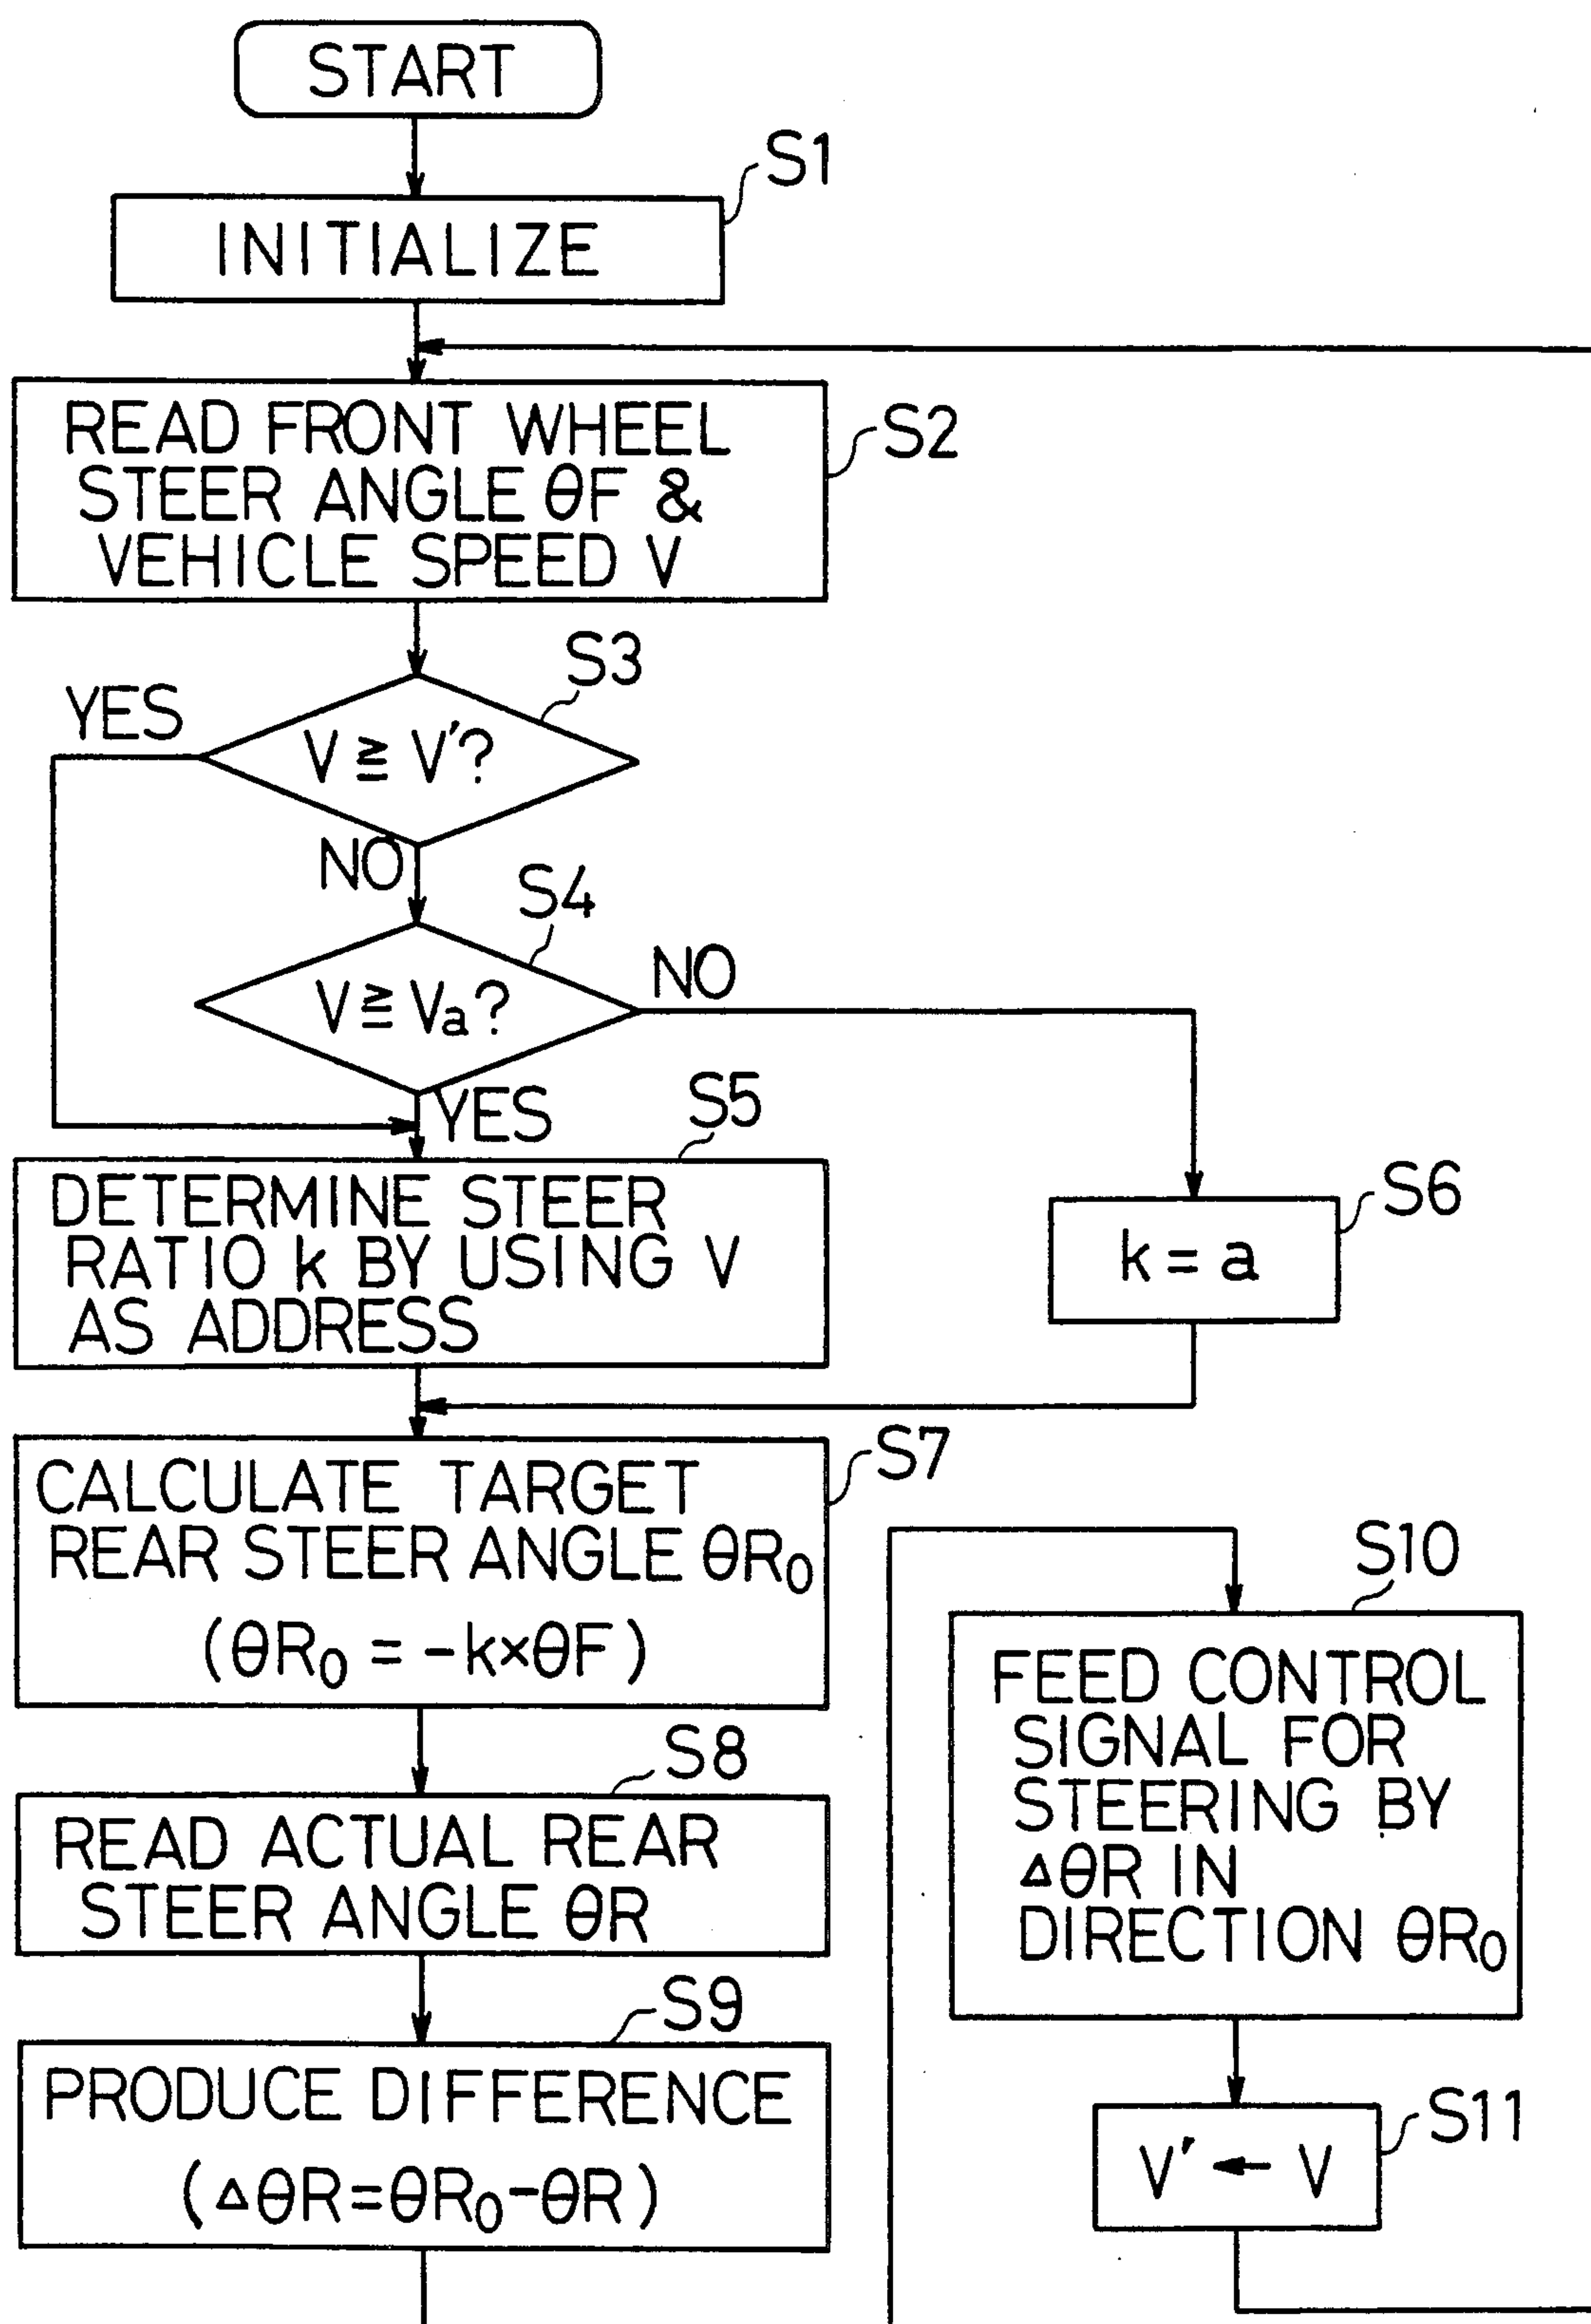 START
S1
INITIALIZE
READ FRONT WHEEL
STEER ANGLE θF &
VEHICLE SPEED V
S2
S3
YES
V ≧ V′?
NO
S4
V ≧ Va?
NO
YES
S5
DETERMINE STEER
RATIO k BY USING V
AS ADDRESS
S6
k = a
S7
CALCULATE TARGET
REAR STEER ANGLE θR₀
(θR₀ = -k×θF)
S8
READ ACTUAL REAR
STEER ANGLE θR
S9
PRODUCE DIFFERENCE
(△θR=θR₀-θR)
S10
FEED CONTROL
SIGNAL FOR
STEERING BY
△θR IN
DIRECTION θR₀
S11
V′ ← V